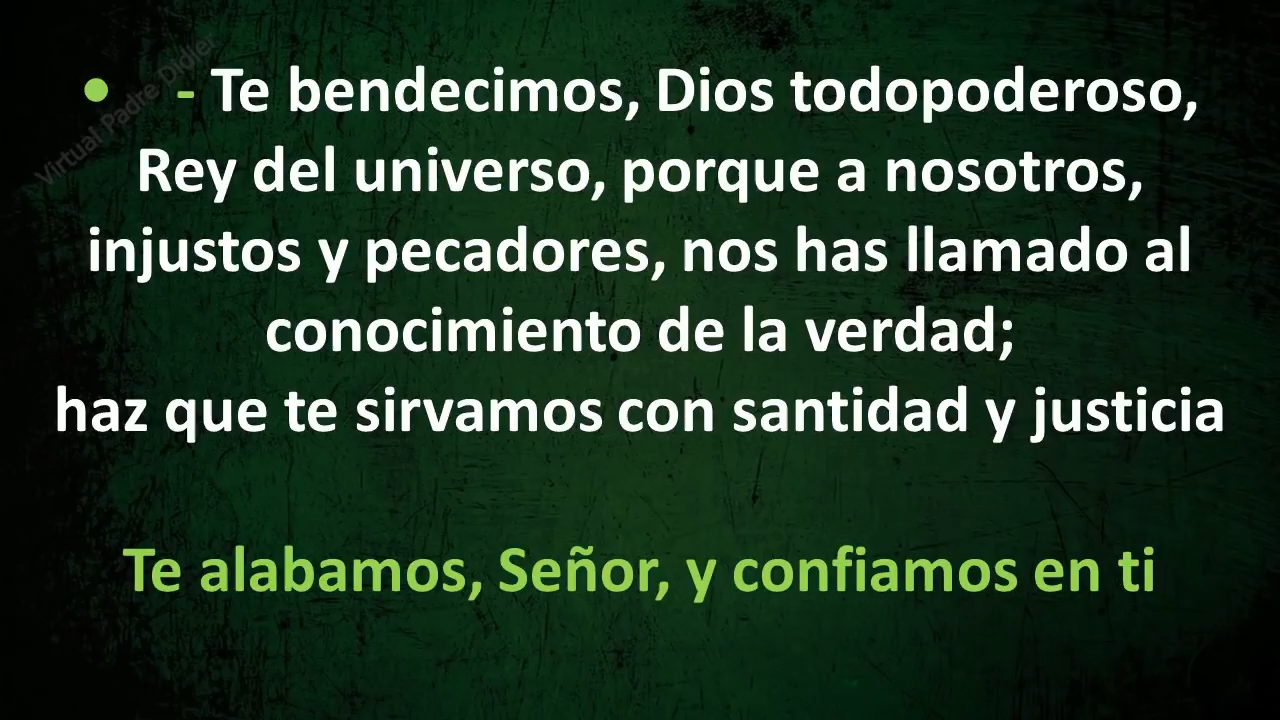 Virtual Padre Didier
• - Te bendecimos, Dios todopoderoso,
Rey del universo, porque a nosotros,
injustos y pecadores, nos has llamado al
conocimiento de la verdad;
haz que te sirvamos con santidad y justicia
Te alabamos, Señor, y confiamos en ti